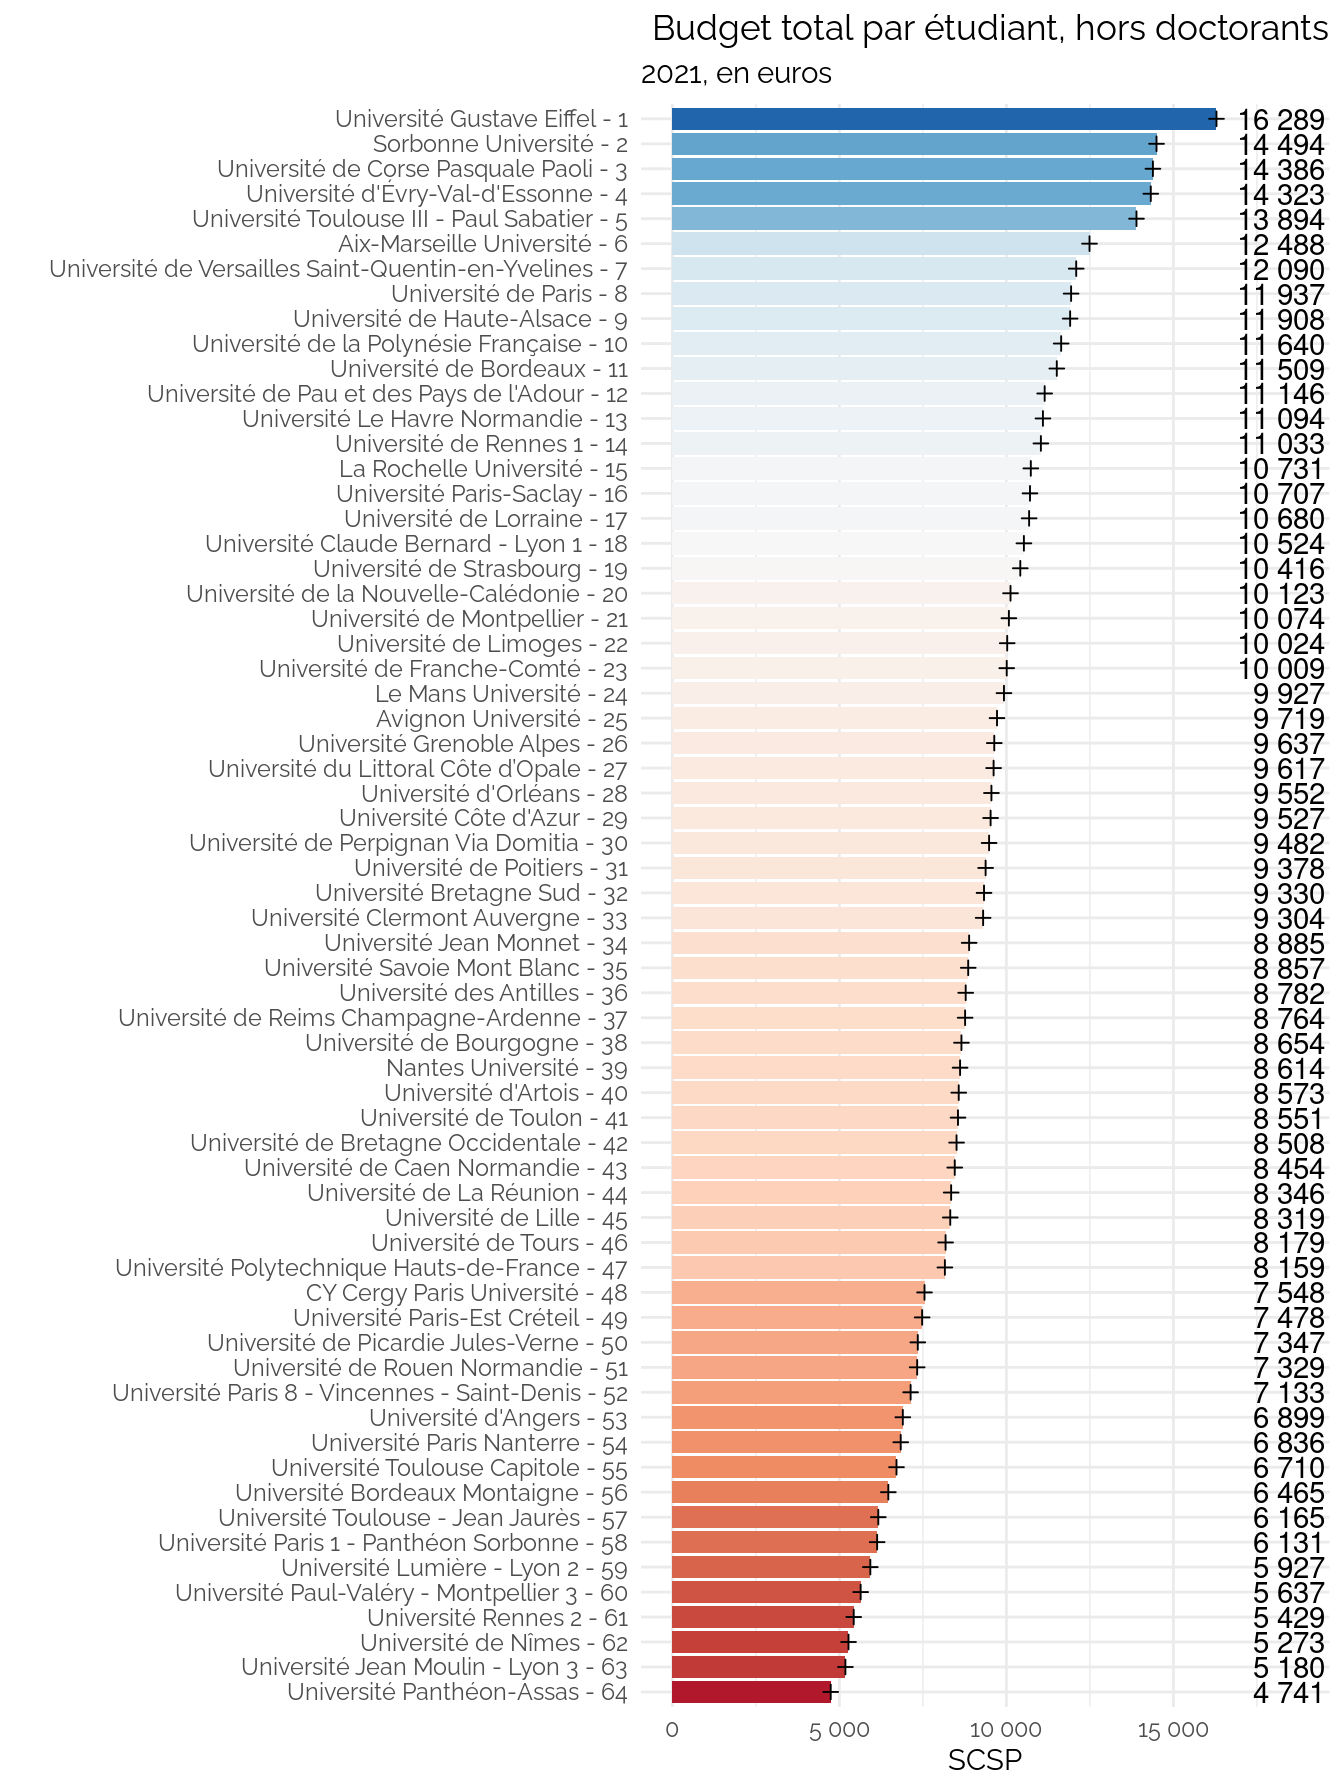 Budget total par étudiant, hors doctorants
2021, en euros
Université Gustave Eiffel - 1 16 289
Sorbonne Université - 2 14 494
Université de Corse Pasquale Paoli - 3 14 386
Université d'Évry-Val-d'Essonne - 4 14 323
Université Toulouse III - Paul Sabatier - 5 13 894
Aix-Marseille Université - 6 12 488
Université de Versailles Saint-Quentin-en-Yvelines - 7 12 090
Université de Paris - 8 11 937
Université de Haute-Alsace - 9 11 908
Université de la Polynésie Française - 10 11 640
Université de Bordeaux - 11 11 509
Université de Pau et des Pays de l'Adour - 12 11 146
Université Le Havre Normandie - 13 11 094
Université de Rennes 1 - 14 11 033
La Rochelle Université - 15 10 731
Université Paris-Saclay - 16 10 707
Université de Lorraine - 17 10 680
Université Claude Bernard - Lyon 1 - 18 10 524
Université de Strasbourg - 19 10 416
Université de la Nouvelle-Calédonie - 20 10 123
Université de Montpellier - 21 10 074
Université de Limoges - 22 10 024
Université de Franche-Comté - 23 10 009
Le Mans Université - 24 9 927
Avignon Université - 25 9 719
Université Grenoble Alpes - 26 9 637
Université du Littoral Côte d'Opale - 27 9 617
Université d'Orléans - 28 9 552
Université Côte d'Azur - 29 9 527
Université de Perpignan Via Domitia - 30 9 482
Université de Poitiers - 31 9 378
Université Bretagne Sud - 32 9 330
Université Clermont Auvergne - 33 9 304
Université Jean Monnet - 34 8 885
Université Savoie Mont Blanc - 35 8 857
Université des Antilles - 36 8 782
Université de Reims Champagne-Ardenne - 37 8 764
Université de Bourgogne - 38 8 654
Nantes Université - 39 8 614
Université d'Artois - 40 8 573
Université de Toulon - 41 8 551
Université de Bretagne Occidentale - 42 8 508
Université de Caen Normandie - 43 8 454
Université de La Réunion - 44 8 346
Université de Lille - 45 8 319
Université de Tours - 46 8 179
Université Polytechnique Hauts-de-France - 47 8 159
CY Cergy Paris Université - 48 7 548
Université Paris-Est Créteil - 49 7 478
Université de Picardie Jules-Verne - 50 7 347
Université de Rouen Normandie - 51 7 329
Université Paris 8 - Vincennes - Saint-Denis - 52 7 133
Université d'Angers - 53 6 899
Université Paris Nanterre - 54 6 836
Université Toulouse Capitole - 55 6 710
Université Bordeaux Montaigne - 56 6 465
Université Toulouse - Jean Jaurès - 57 6 165
Université Paris 1 - Panthéon Sorbonne - 58 6 131
Université Lumière - Lyon 2 - 59 5 927
Université Paul-Valéry - Montpellier 3 - 60 5 637
Université Rennes 2 - 61 5 429
Université de Nîmes - 62 5 273
Université Jean Moulin - Lyon 3 - 63 5 180
Université Panthéon-Assas - 64 4 741
0 5 000 10 000 15 000
SCSP